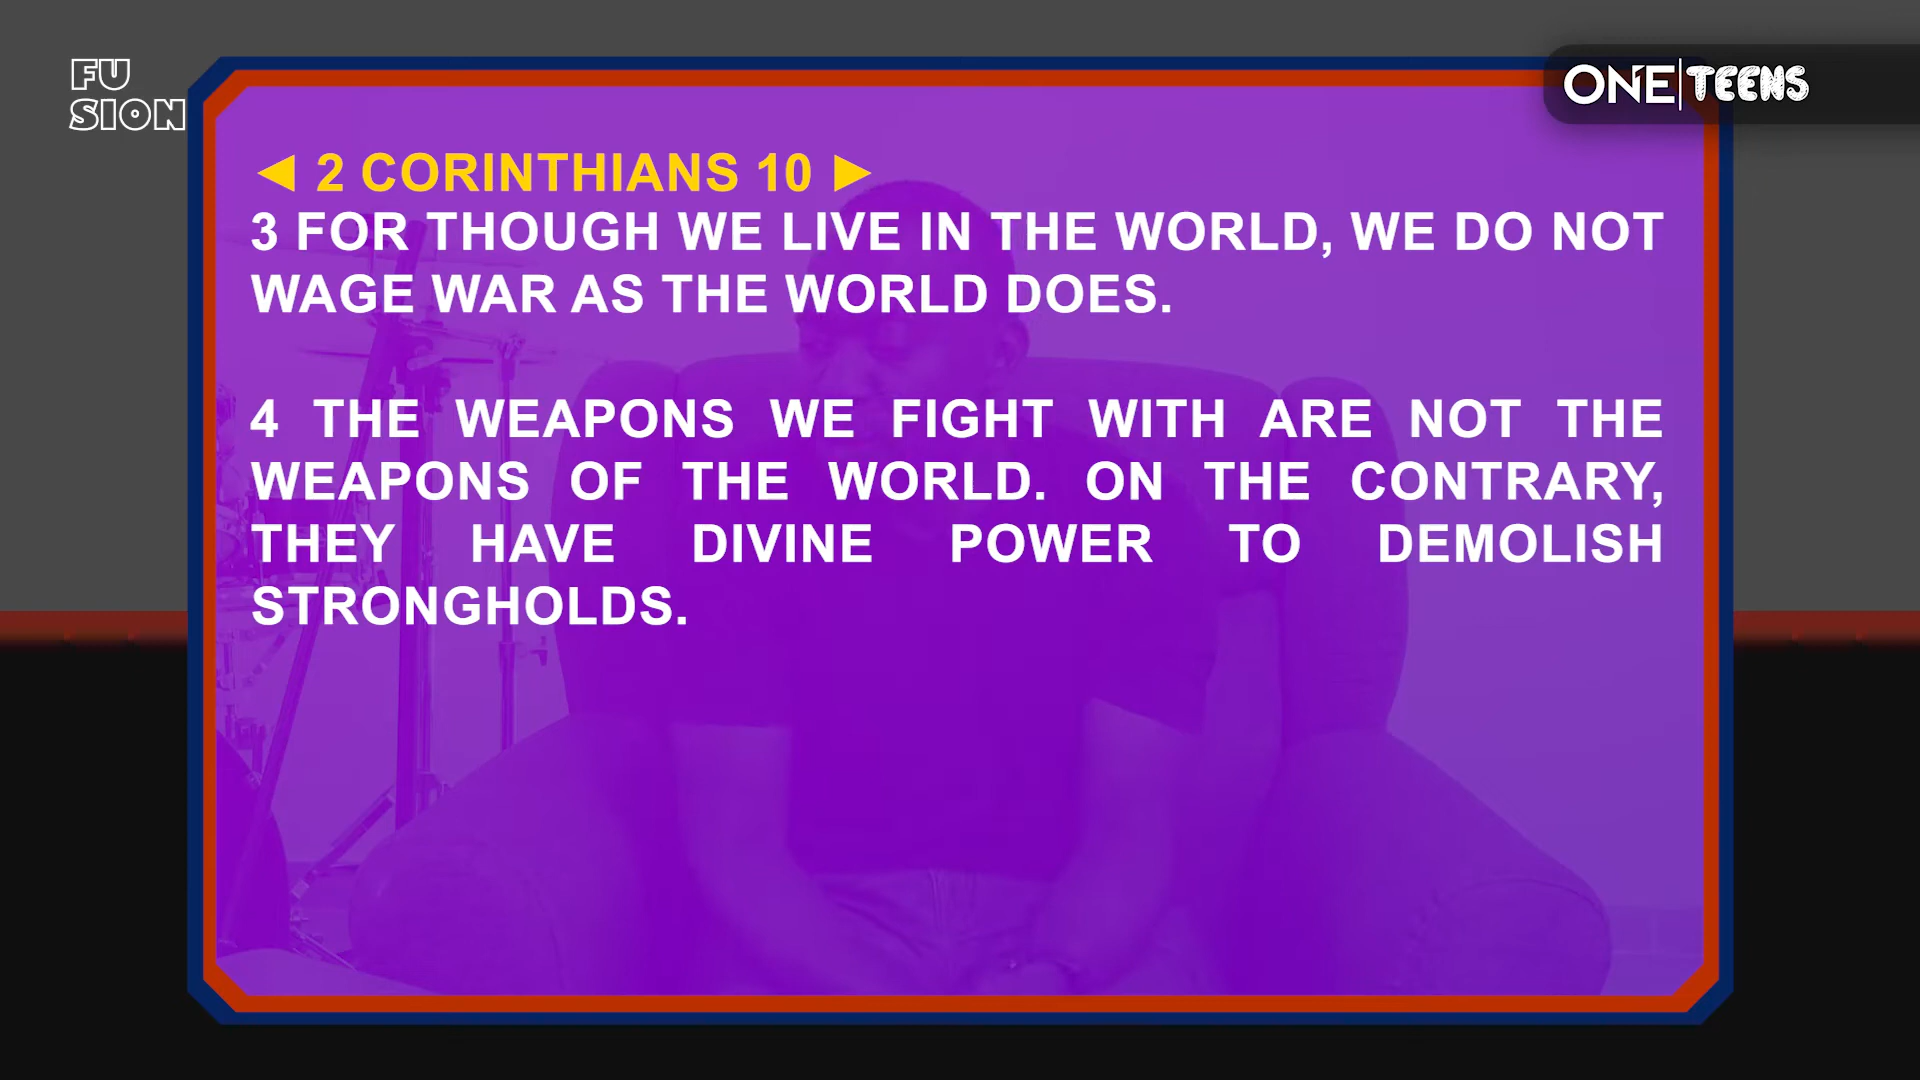 FU
SION
ONE|TEENS
◄ 2 CORINTHIANS 10 ►
3 FOR THOUGH WE LIVE IN THE WORLD, WE DO NOT
WAGE WAR AS THE WORLD DOES.
4 THE WEAPONS WE FIGHT WITH ARE NOT THE
WEAPONS OF THE WORLD. ON THE CONTRARY,
THEY HAVE DIVINE POWER TO DEMOLISH
STRONGHOLDS.